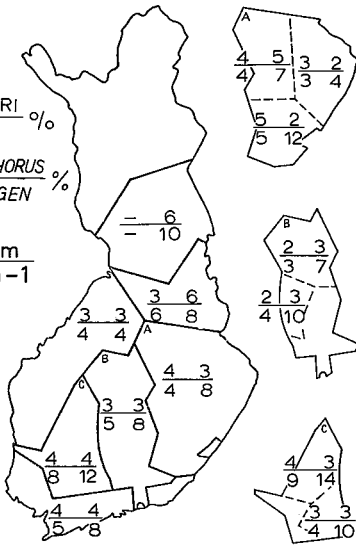 A
4 5
4 7
3 2
3 4
5 2
5 12
RI %
HORUS %
GEN
m
-1
– 6
– 10
3 6
6 8
A
3 3
4 4
B
4 3
4 8
C
3 3
5 8
4 4
8 12
4 4
5 8
B
2 3
3 7
2 3
4 10
C
4 3
9 14
3 3
4 10